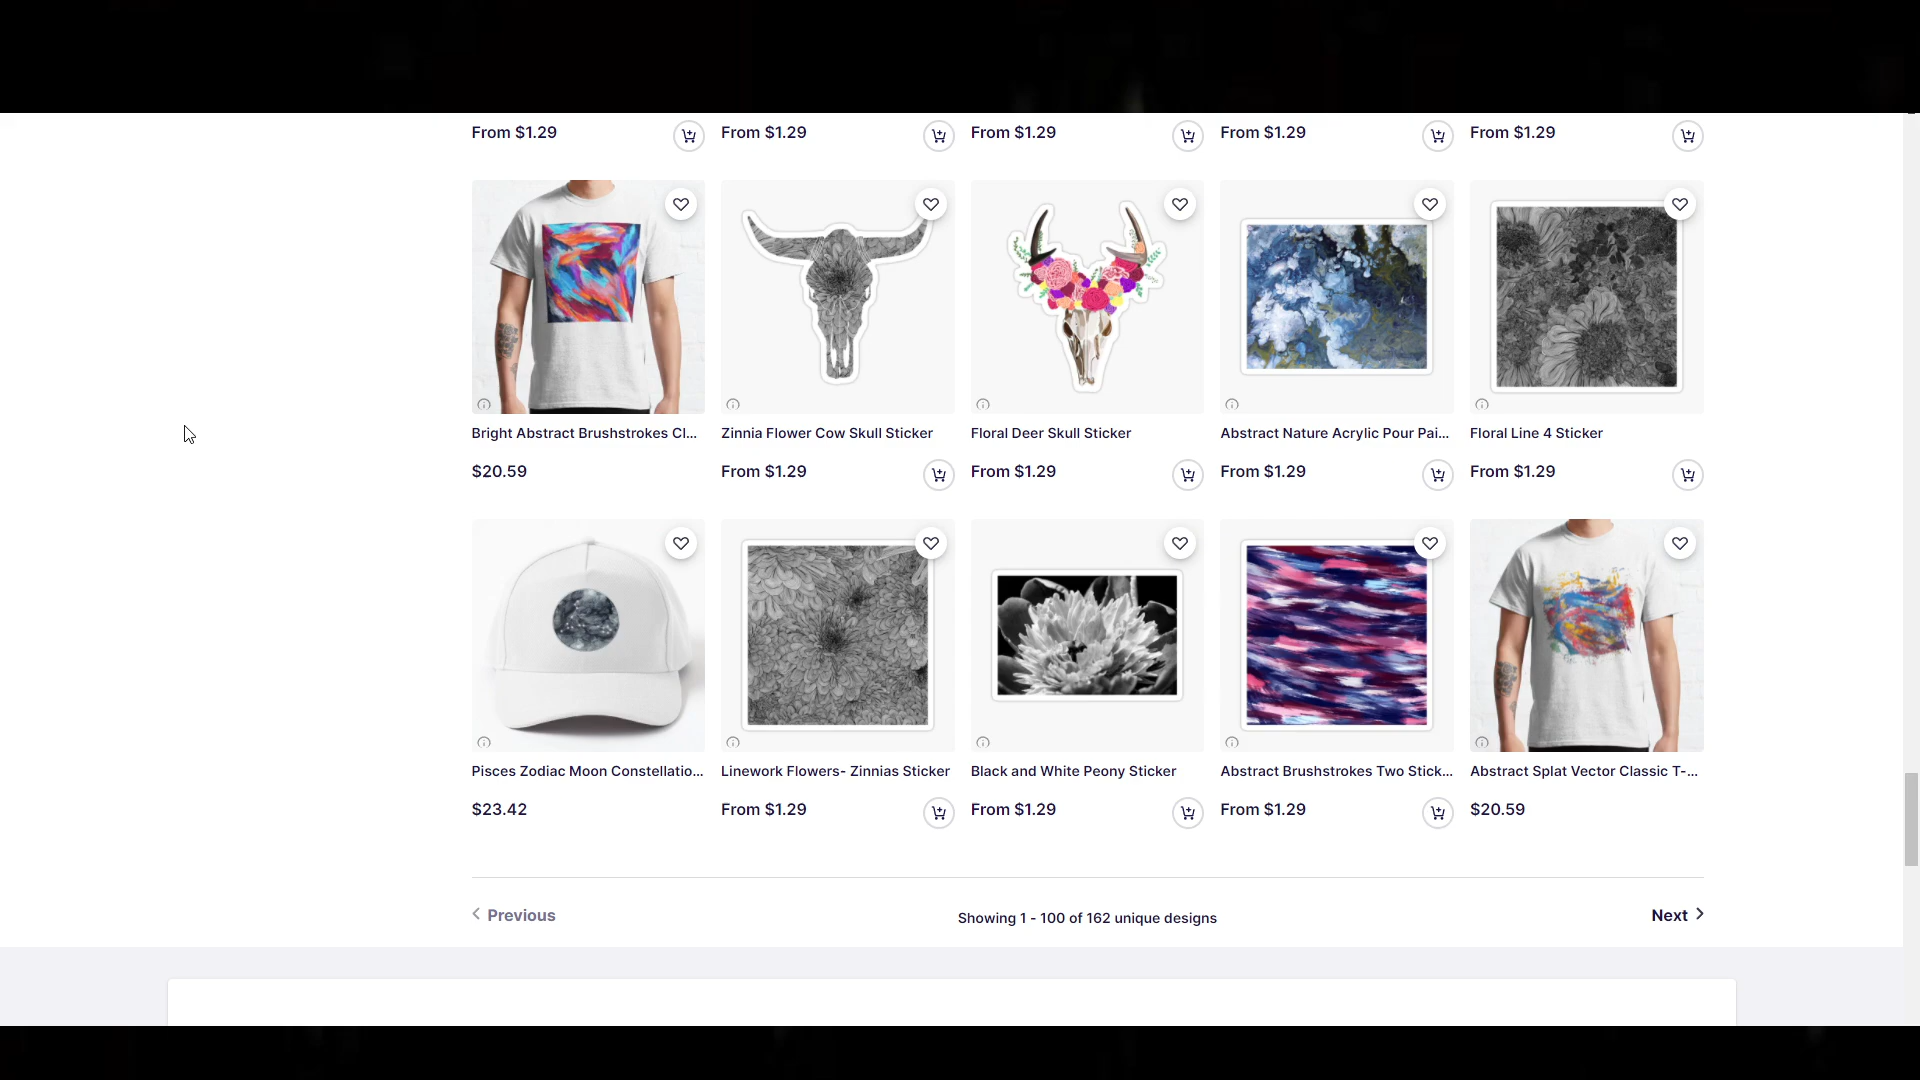 From $1.29 From $1.29 From $1.29 From $1.29 From $1.29
Bright Abstract Brushstrokes Cl... Zinnia Flower Cow Skull Sticker Floral Deer Skull Sticker Abstract Nature Acrylic Pour Pai... Floral Line 4 Sticker
$20.59 From $1.29 From $1.29 From $1.29 From $1.29
Pisces Zodiac Moon Constellatio... Linework Flowers- Zinnias Sticker Black and White Peony Sticker Abstract Brushstrokes Two Stick... Abstract Splat Vector Classic T-...
$23.42 From $1.29 From $1.29 From $1.29 $20.59
Previous Showing 1 - 100 of 162 unique designs Next